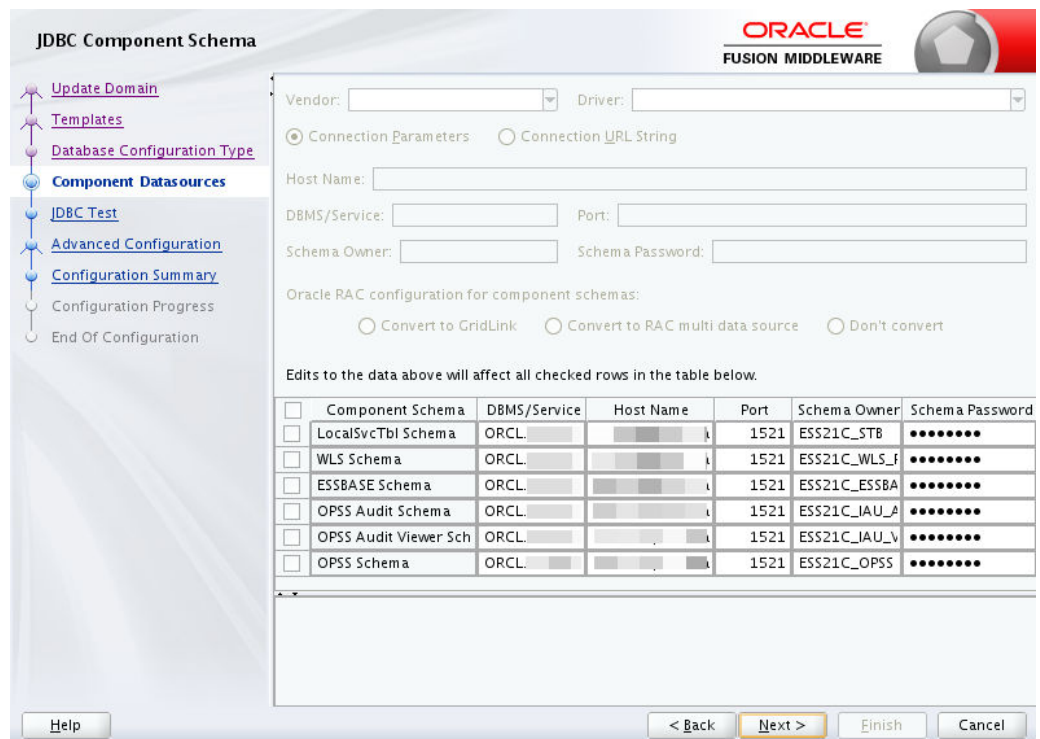 JDBC Component Schema
ORACLE
FUSION MIDDLEWARE
Update Domain
Templates
Database Configuration Type
Component Datasources
JDBC Test
Advanced Configuration
Configuration Summary
Configuration Progress
End Of Configuration
Vendor: Driver:
Connection Parameters Connection URL String
Host Name:
DBMS/Service: Port:
Schema Owner: Schema Password:
Oracle RAC configuration for component schemas:
Convert to GridLink Convert to RAC multi data source Don't convert
Edits to the data above will affect all checked rows in the table below.
Component Schema DBMS/Service Host Name Port Schema Owner Schema Password
LocalSvcTbl Schema ORCL. 1521 ESS21C_STB ●●●●●●●●
WLS Schema ORCL. 1521 ESS21C_WLS_ ●●●●●●●●
ESSBASE Schema ORCL. 1521 ESS21C_ESSBA ●●●●●●●●
OPSS Audit Schema ORCL. 1521 ESS21C_IAU_A ●●●●●●●●
OPSS Audit Viewer Sch ORCL. 1521 ESS21C_IAU_V ●●●●●●●●
OPSS Schema ORCL. 1521 ESS21C_OPSS ●●●●●●●●
Help < Back Next > Finish Cancel